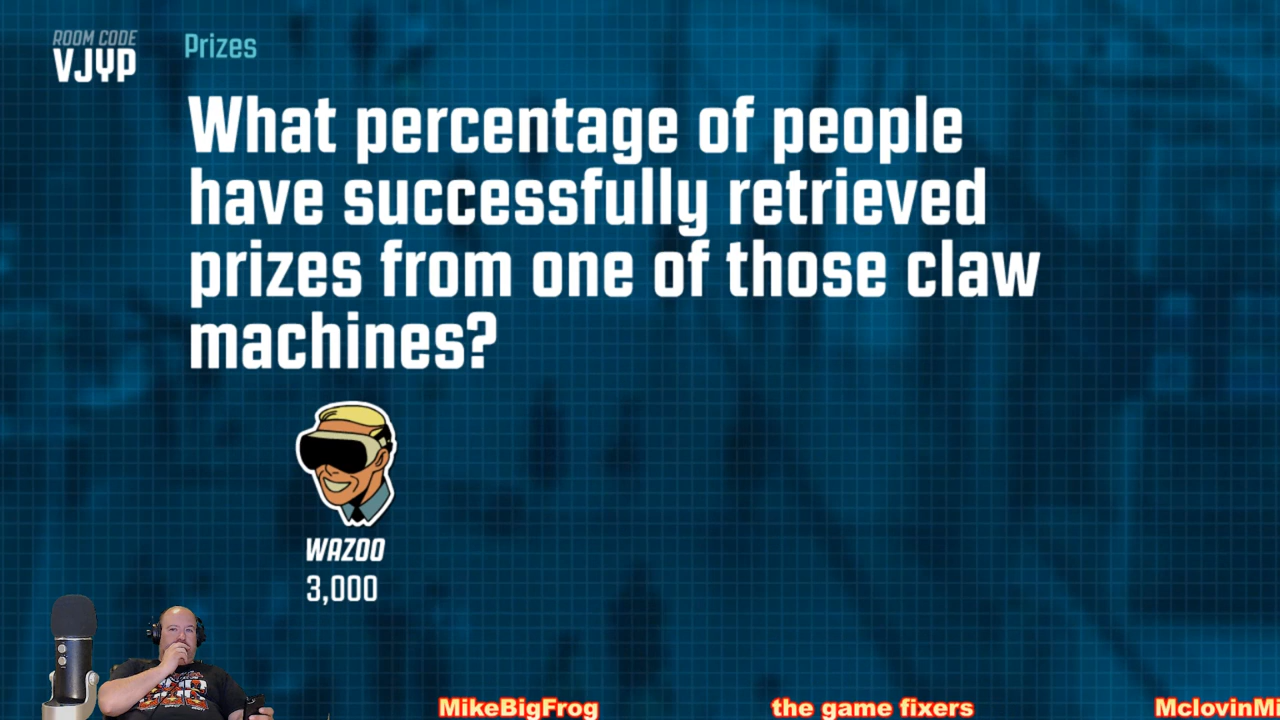 ROOM CODE
VJYP
Prizes
What percentage of people
have successfully retrieved
prizes from one of those claw
machines?
WAZOO
3,000
MikeBigFrog
the game fixers
MclovinMi